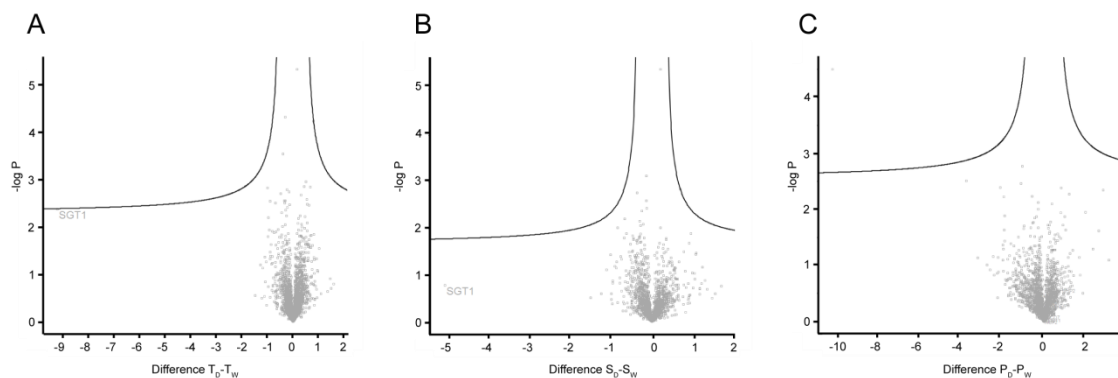 A
-log P
5
4
3
2
1
0
SGT1
-9 -8 -7 -6 -5 -4 -3 -2 -1 0 1 2
Difference T_D-T_W
B
-log P
5
4
3
2
1
0
SGT1
-5 -4 -3 -2 -1 0 1 2
Difference S_D-S_W
C
-log P
4
3
2
1
0
-10 -8 -6 -4 -2 0 2
Difference P_D-P_W